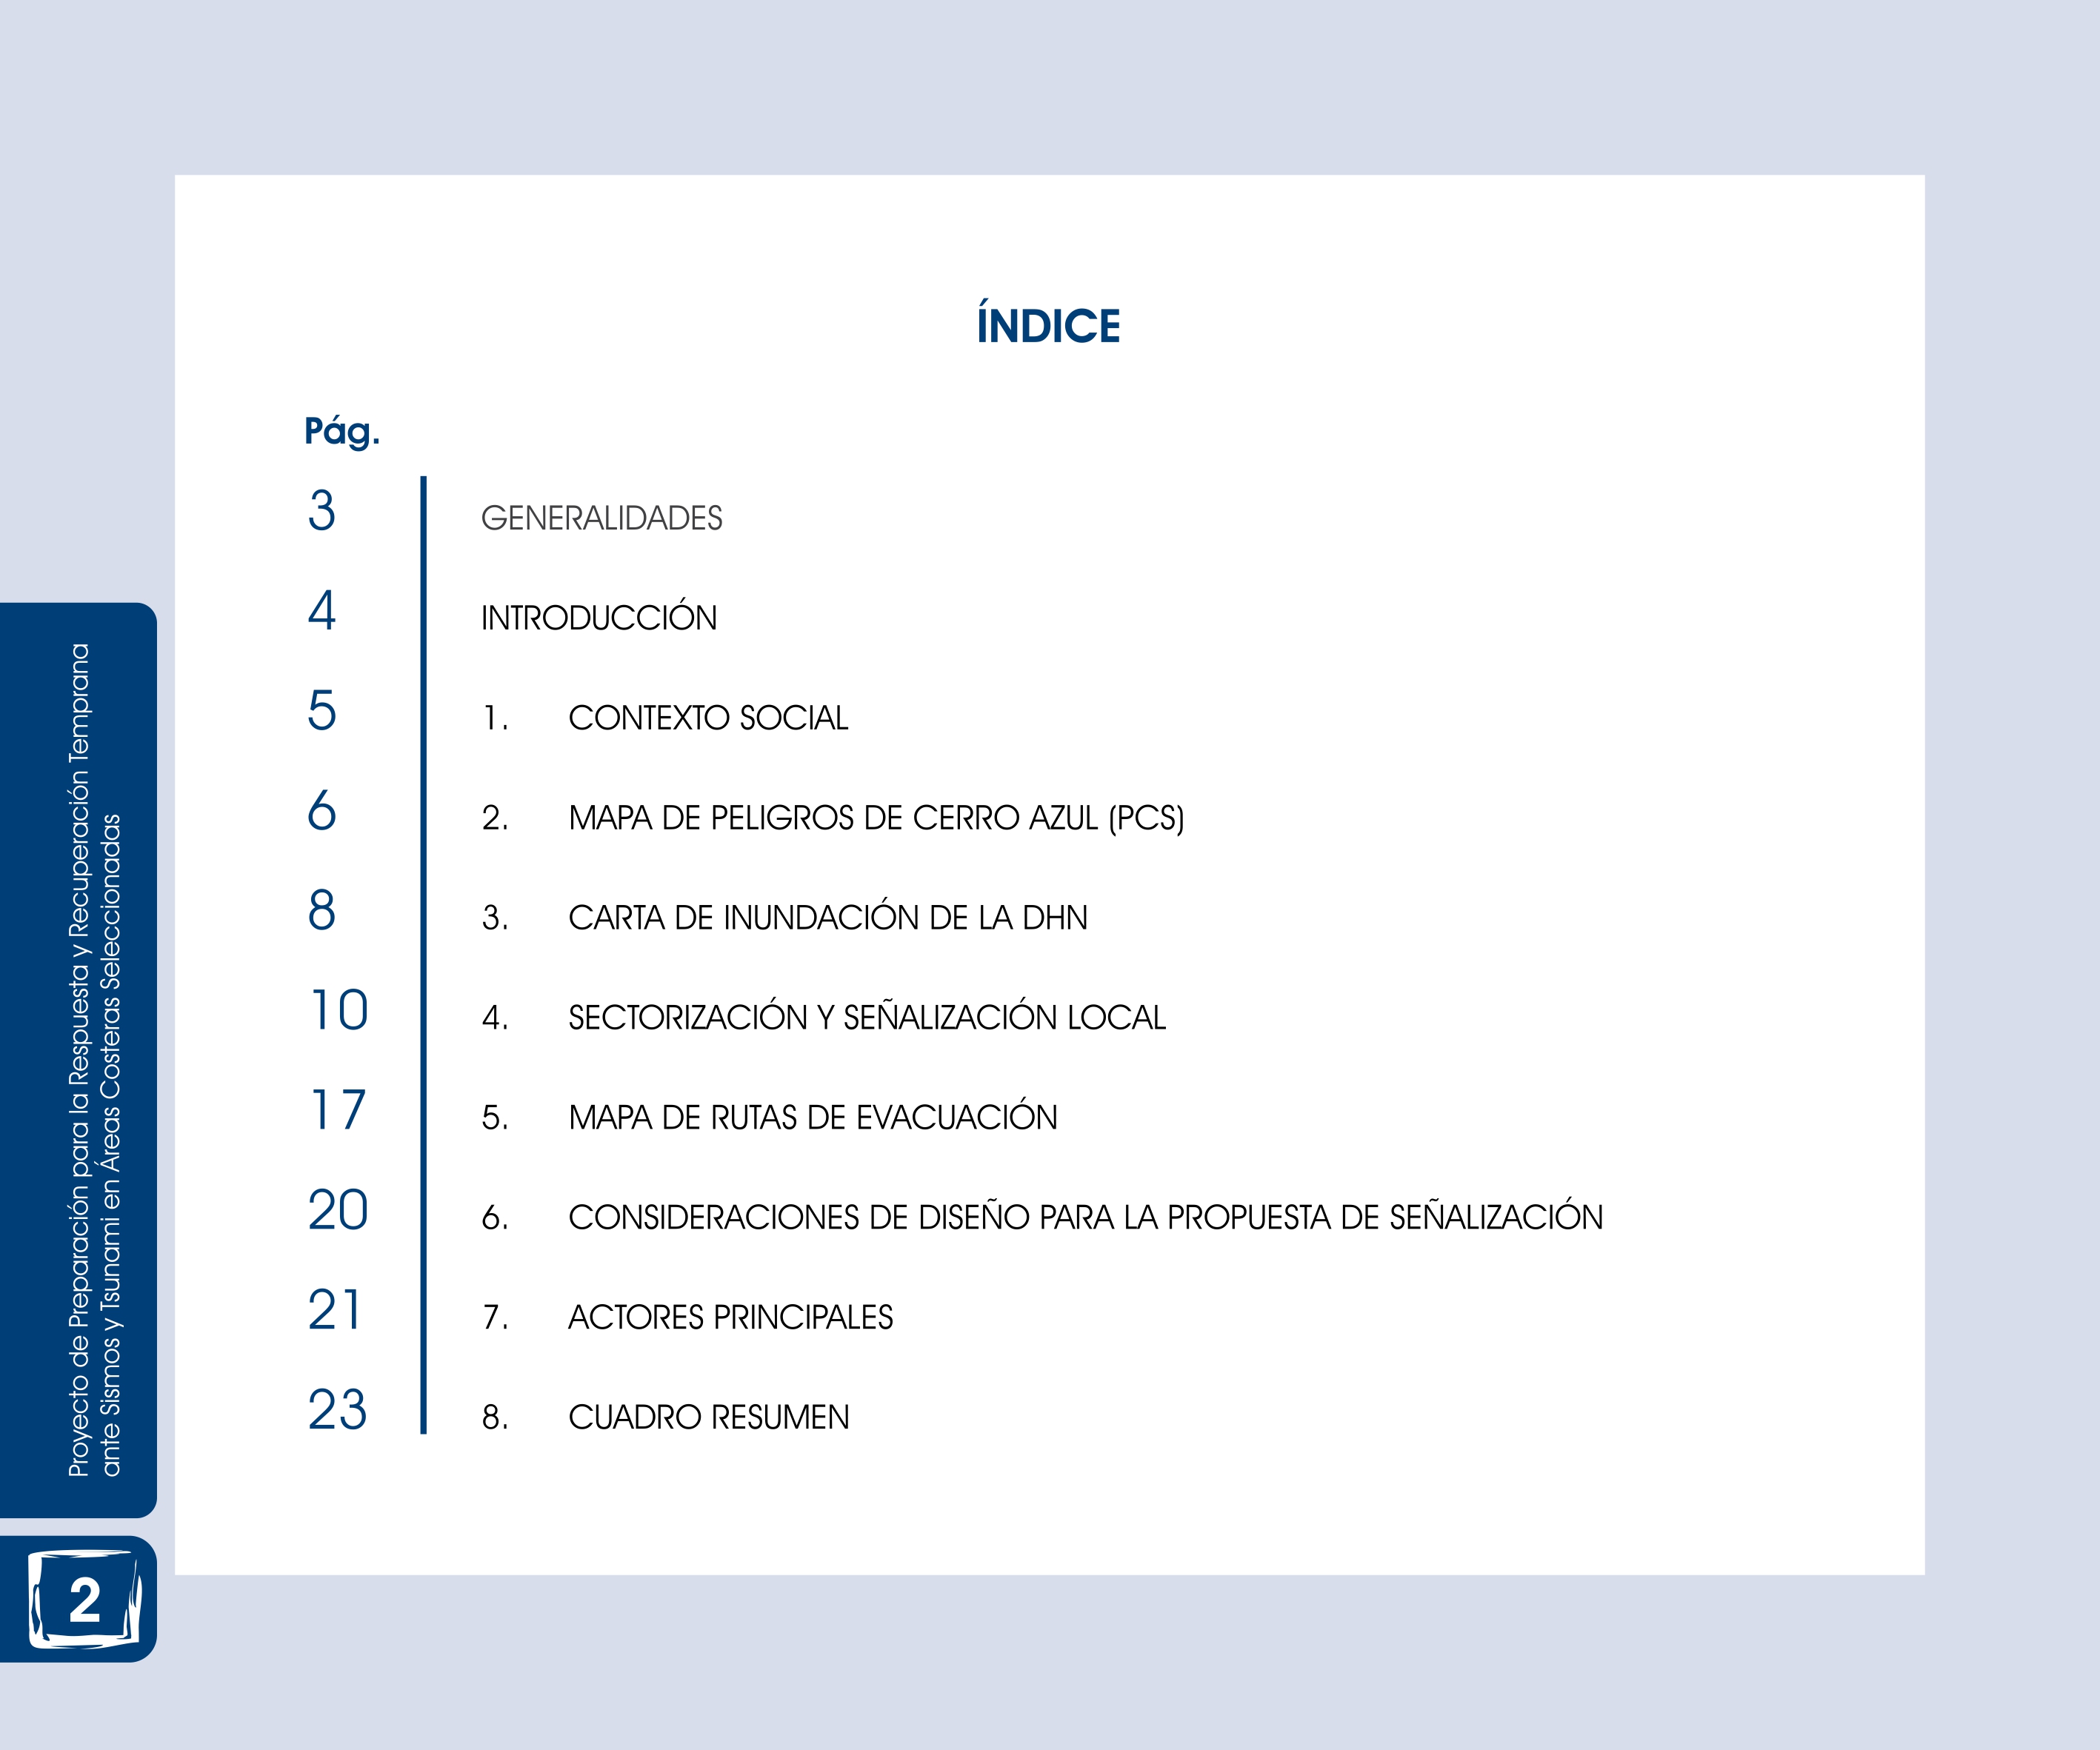 ÍNDICE
Pág.
3 GENERALIDADES
4 INTRODUCCIÓN
5 1. CONTEXTO SOCIAL
6 2. MAPA DE PELIGROS DE CERRO AZUL (PCS)
8 3. CARTA DE INUNDACIÓN DE LA DHN
10 4. SECTORIZACIÓN Y SEÑALIZACIÓN LOCAL
17 5. MAPA DE RUTAS DE EVACUACIÓN
20 6. CONSIDERACIONES DE DISEÑO PARA LA PROPUESTA DE SEÑALIZACIÓN
21 7. ACTORES PRINCIPALES
23 8. CUADRO RESUMEN
Proyecto de Preparación para la Respuesta y Recuperación Temprana
ante Sismos y Tsunami en Áreas Costeras Seleccionadas
2